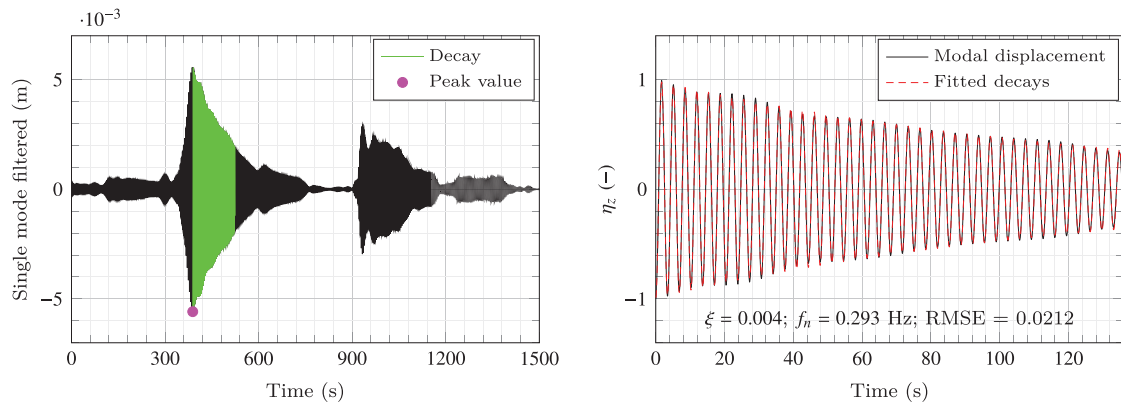 ·10⁻³
Single mode filtered (m)
5
0
−5
Decay
Peak value
0 300 600 900 1200 1500
Time (s)
η_z (−)
1
0
−1
Modal displacement
Fitted decays
ξ = 0.004; f_n = 0.293 Hz; RMSE = 0.0212
0 20 40 60 80 100 120
Time (s)